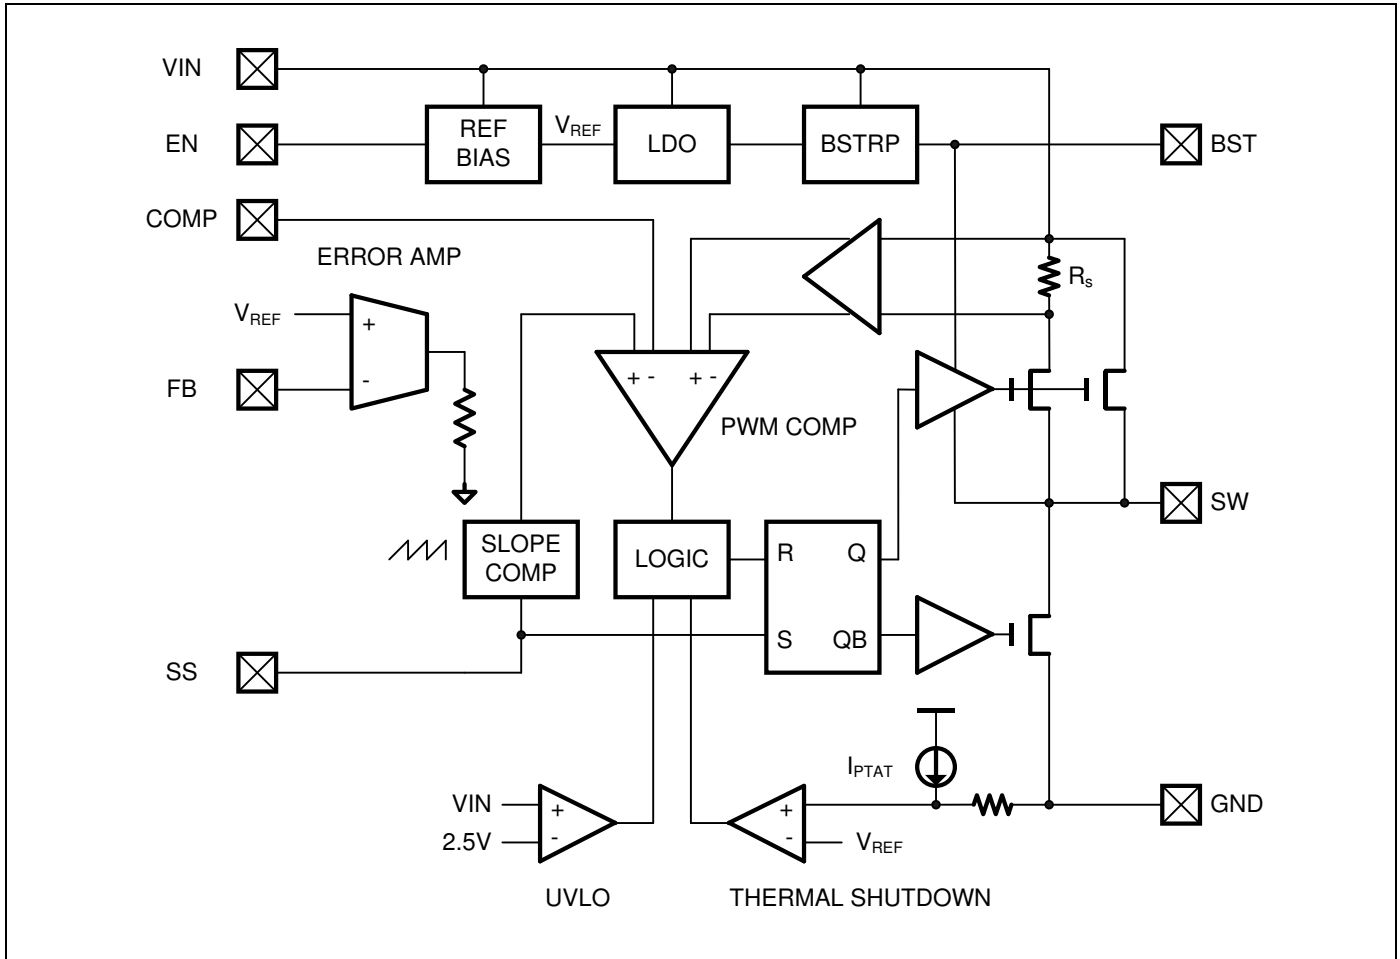 VIN
EN
REF
BIAS
VREF
LDO
BSTRP
BST
COMP
ERROR AMP
Rs
VREF
+
-
FB
+ -
+ -
PWM COMP
SW
SLOPE
COMP
LOGIC
R
Q
S
QB
SS
IPTAT
VIN
+
2.5V
-
+
-
VREF
GND
UVLO
THERMAL SHUTDOWN